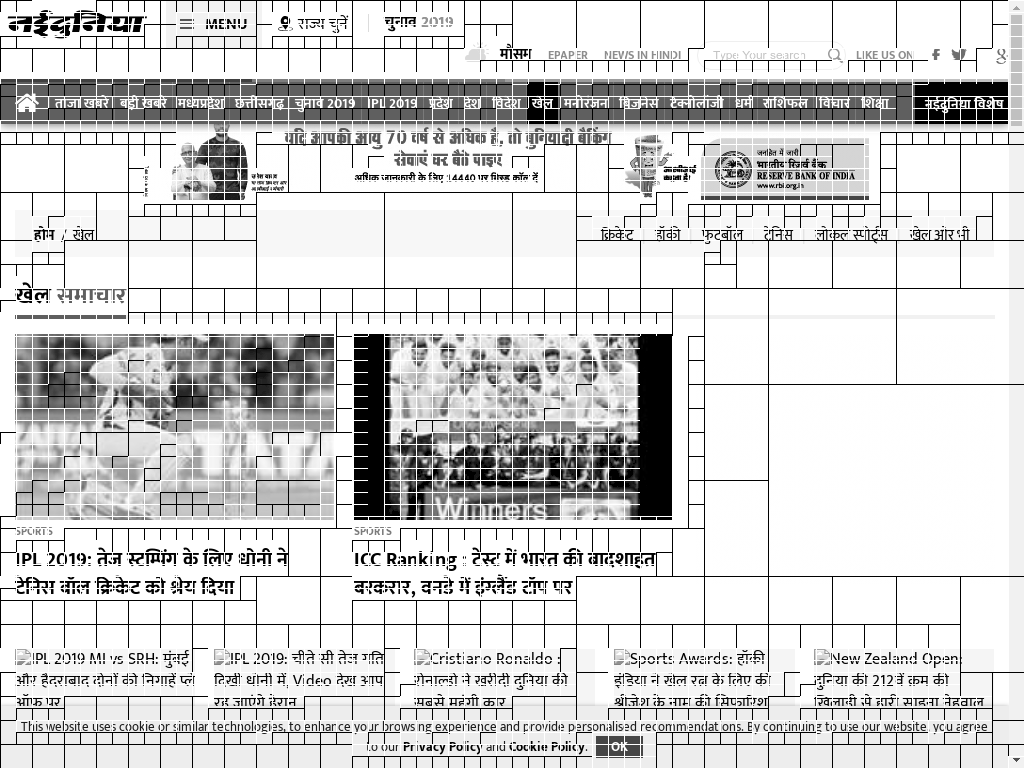 नईदुनिया
MENU
राज्य चुनें
चुनाव 2019
मौसम
EPAPER
NEWS IN HINDI
Type Your search
LIKE US ON
ताजा खबरें
बड़ी खबरें
मध्यप्रदेश
छत्तीसगढ़
चुनाव 2019
IPL 2019
प्रदेश
देश
विदेश
खेल
मनोरंजन
बिजनेस
टेक्नोलॉजी
धर्म
राशिफल
विचार
शिक्षा
नईदुनिया विशेष
यदि आपकी आयु 70 वर्ष से अधिक है, तो बुनियादी बैंकिंग
सेवाएं घर बैठे पाइए
अधिक जानकारी के लिए 14440 पर मिस्ड कॉल दें
जनहित में जारी
भारतीय रिज़र्व बैंक
RESERVE BANK OF INDIA
www.rbi.org.in
होम / खेल
क्रिकेट
हॉकी
फुटबॉल
टेनिस
लोकल स्पोर्ट्स
खेल और भी
खेल समाचार
Winners
SPORTS
IPL 2019: तेज स्टम्पिंग के लिए धोनी ने
टेनिस बॉल क्रिकेट को श्रेय दिया
SPORTS
ICC Ranking : टेस्ट में भारत की बादशाहत
बरकरार, वनडे में इंग्लैंड टॉप पर
IPL 2019 MI vs SRH: मुंबई
और हैदराबाद दोनों की निगाहें प्ले
ऑफ पर
IPL 2019: चीते सी तेज गति
दिखी धोनी में, Video देख आप
रह जाएंगे हैरान
Cristiano Ronaldo :
रोनाल्डो ने खरीदी दुनिया की
सबसे महंगी कार
Sports Awards: हॉकी
इंडिया ने खेल रत्न के लिए की
श्रीजेश के नाम की सिफारिश
New Zealand Open:
दुनिया की 212वें क्रम की
खिलाड़ी से हारीं साइना नेहवाल
This website uses cookie or similar technologies, to enhance your browsing experience and provide personalised recommendations. By continuing to use our website, you agree
to our Privacy Policy and Cookie Policy. OK